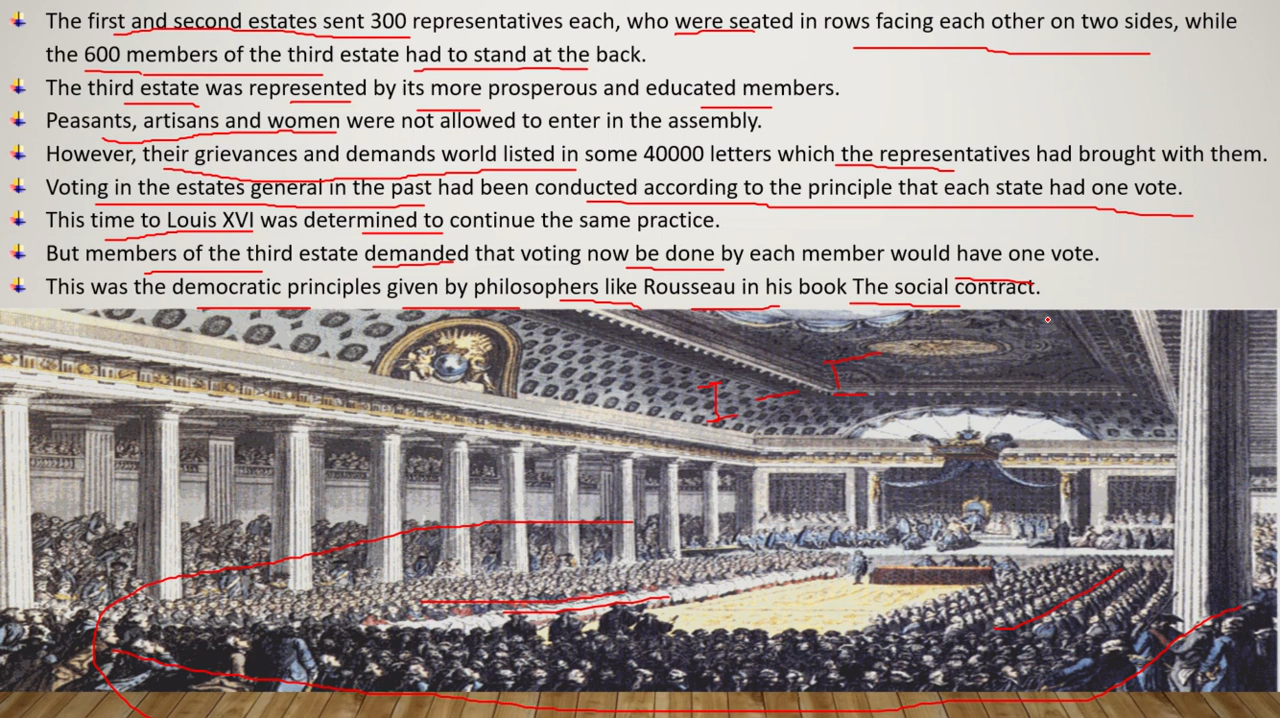 The first and second estates sent 300 representatives each, who were seated in rows facing each other on two sides, while
the 600 members of the third estate had to stand at the back.
The third estate was represented by its more prosperous and educated members.
Peasants, artisans and women were not allowed to enter in the assembly.
However, their grievances and demands world listed in some 40000 letters which the representatives had brought with them.
Voting in the estates general in the past had been conducted according to the principle that each state had one vote.
This time to Louis XVI was determined to continue the same practice.
But members of the third estate demanded that voting now be done by each member would have one vote.
This was the democratic principles given by philosophers like Rousseau in his book The social contract.